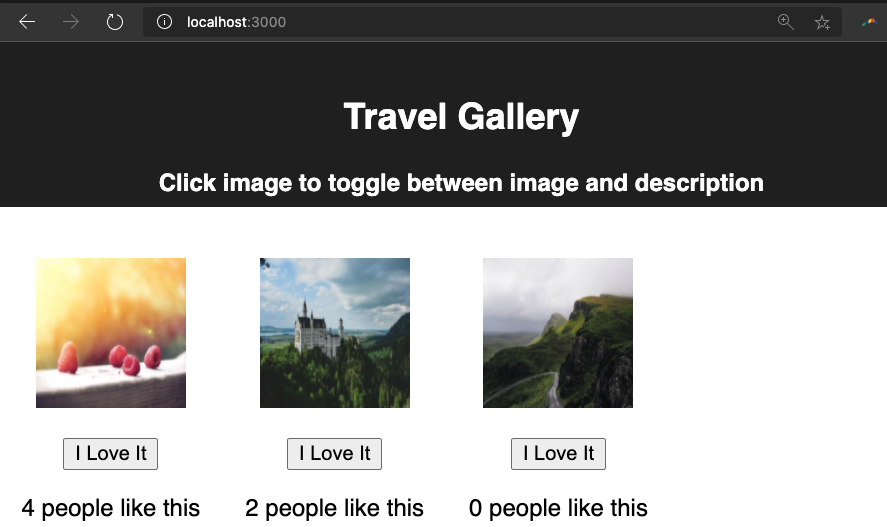 localhost:3000
Travel Gallery
Click image to toggle between image and description
I Love It
I Love It
I Love It
4 people like this
2 people like this
0 people like this